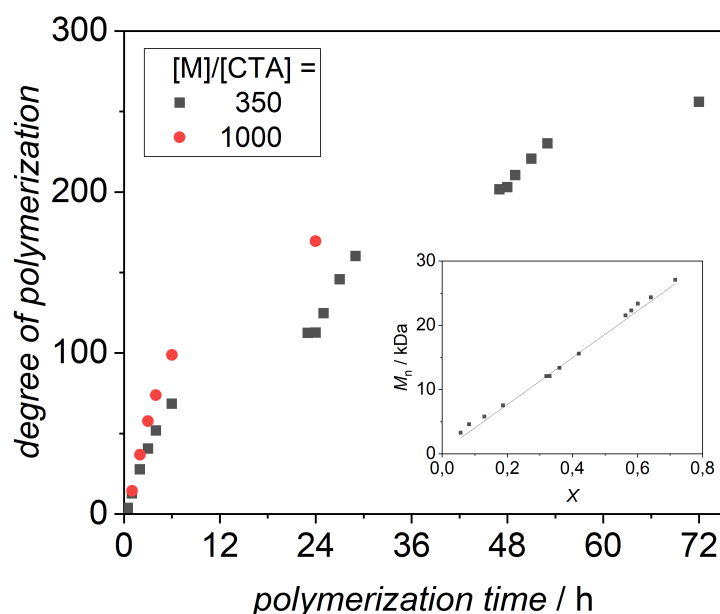 300
200
100
0
degree of polymerization
[M]/[CTA] =
350
1000
0 12 24 36 48 60 72
polymerization time / h
30
20
10
0
Mn / kDa
0,0 0,2 0,4 0,6 0,8
X